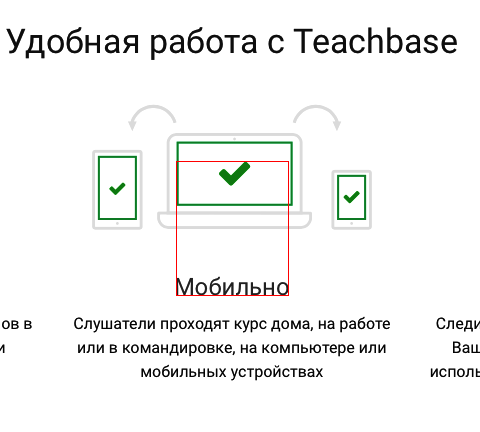 Удобная работа с Teachbase
Мобильно
ов в
и
Слушатели проходят курс дома, на работе
или в командировке, на компьютере или
мобильных устройствах
Следи
Ваш
исполь